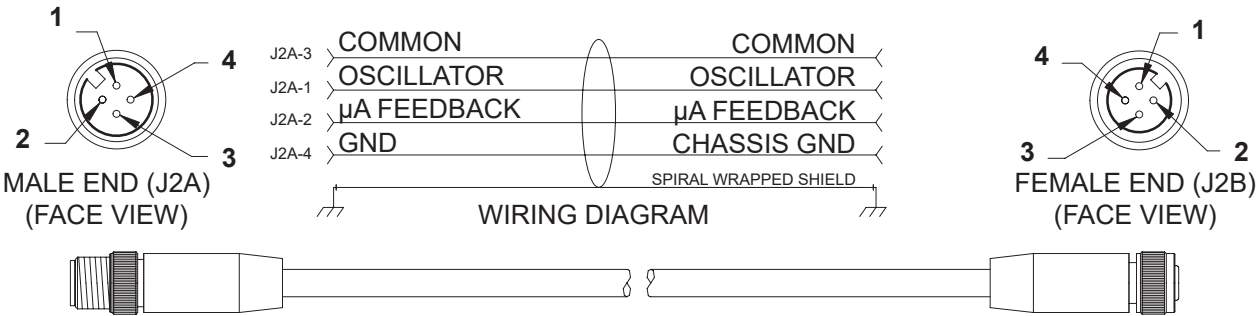 1
4
2
3
MALE END (J2A)
(FACE VIEW)
J2A-3 COMMON COMMON
J2A-1 OSCILLATOR OSCILLATOR
J2A-2 µA FEEDBACK µA FEEDBACK
J2A-4 GND CHASSIS GND
SPIRAL WRAPPED SHIELD
WIRING DIAGRAM
1
4
3
2
FEMALE END (J2B)
(FACE VIEW)